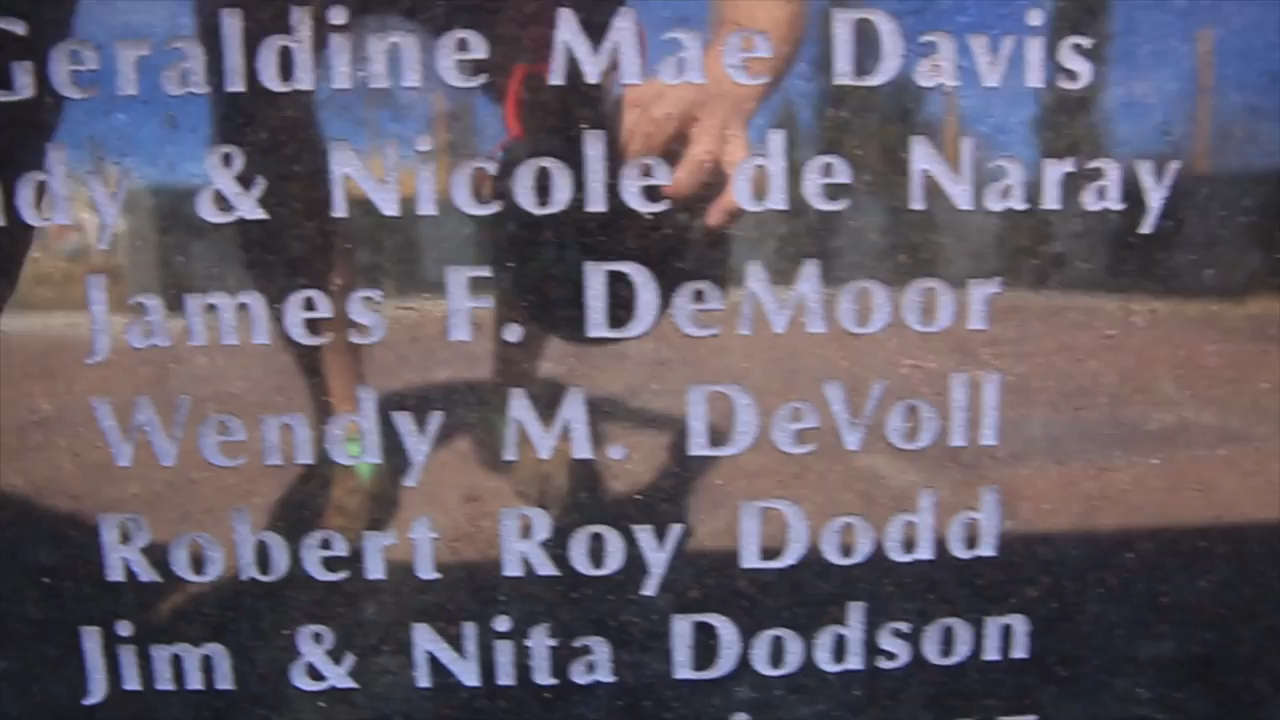 Geraldine Mae Davis
& Nicole de Naray
James F. DeMoor
Wendy M. DeVoll
Robert Roy Dodd
Jim & Nita Dodson